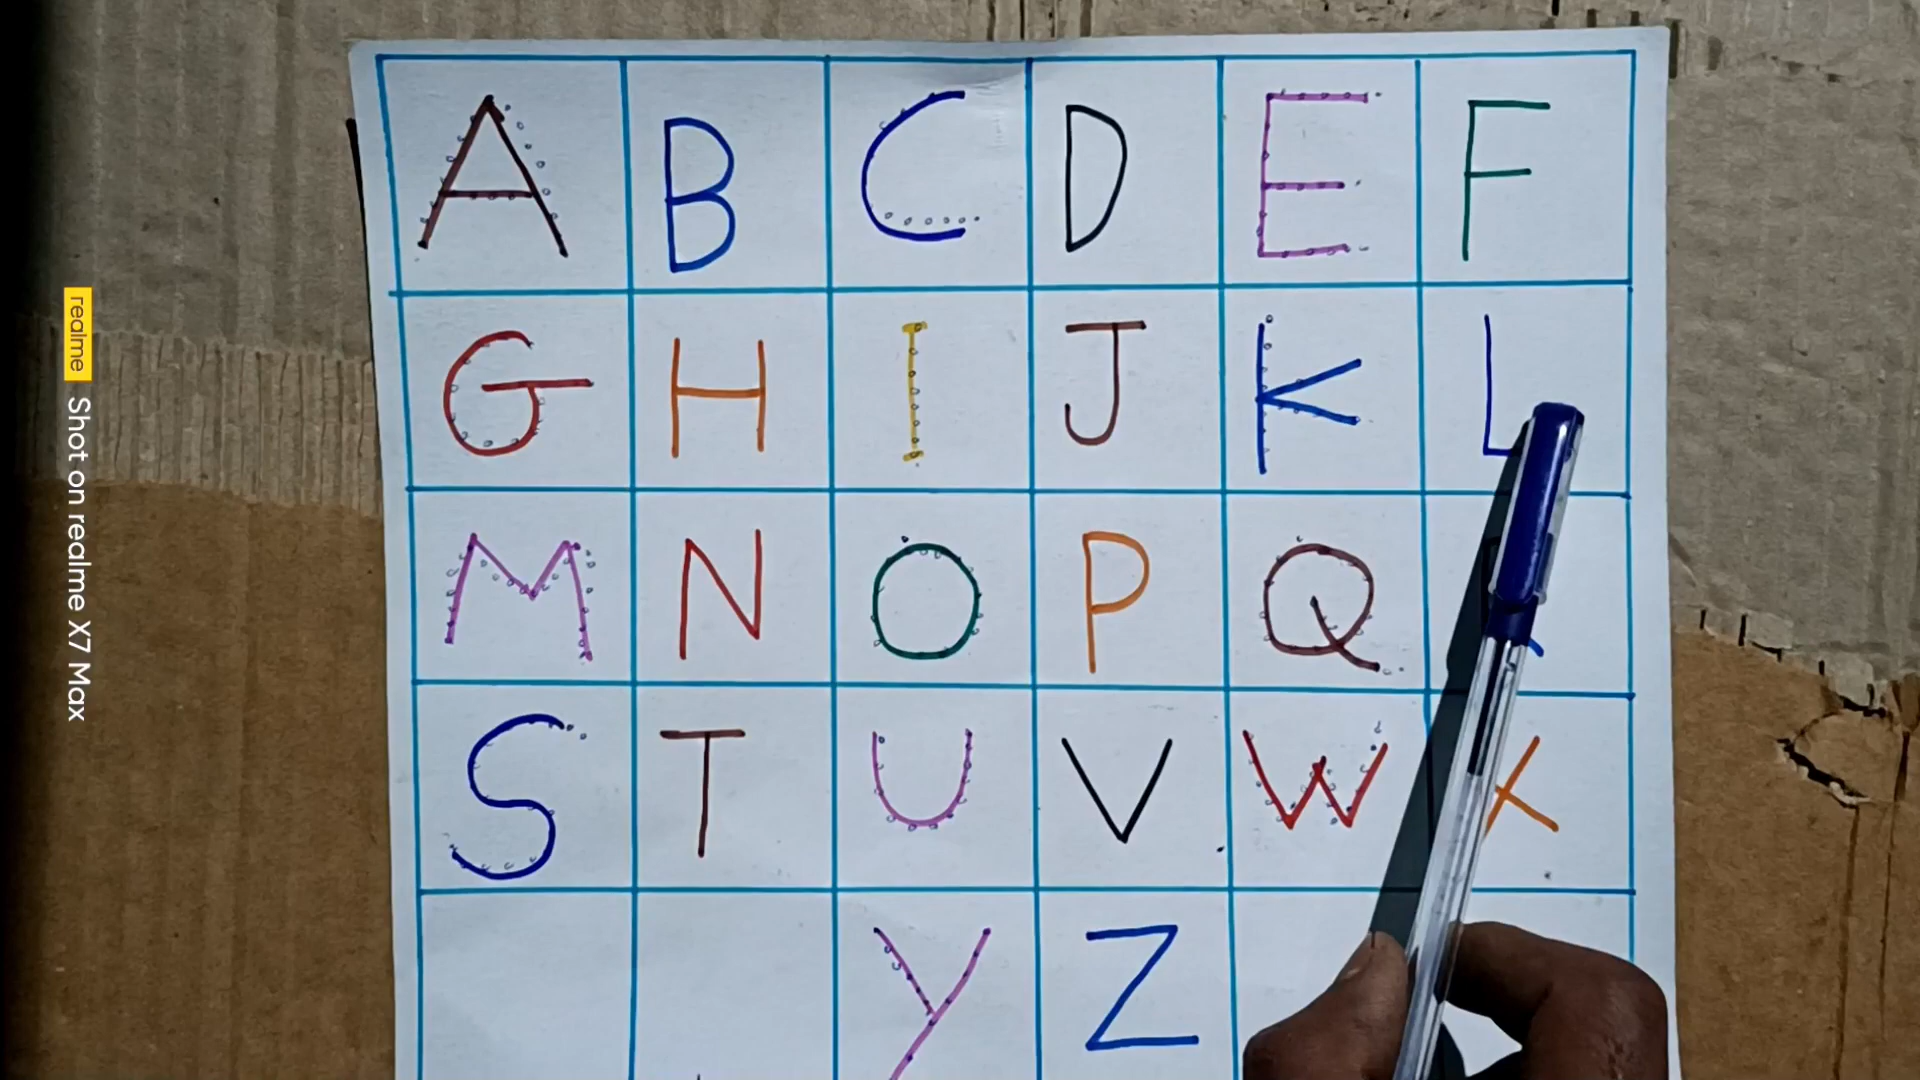 A B C D E F
G H I J K L
M N O P Q
S T U V W X
Y Z
realme Shot on realme X7 Max